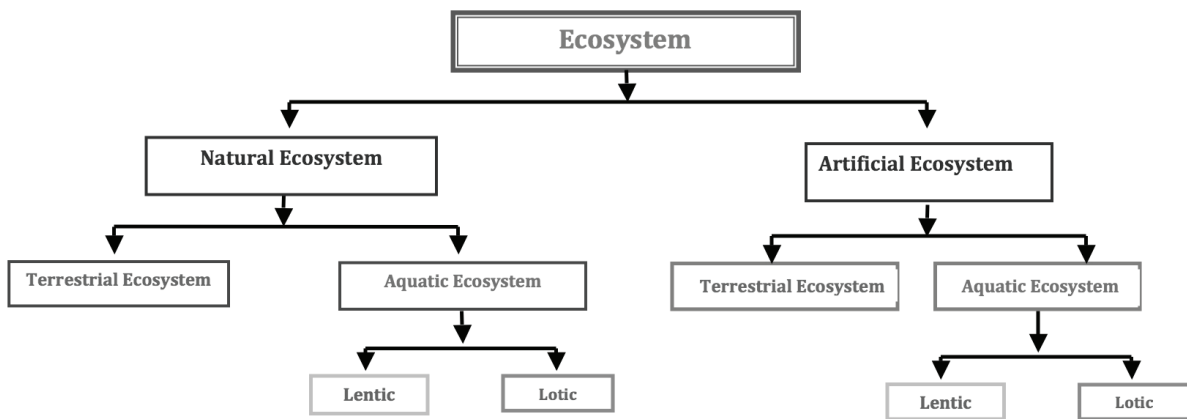 Ecosystem
Natural Ecosystem
Artificial Ecosystem
Terrestrial Ecosystem
Aquatic Ecosystem
Terrestrial Ecosystem
Aquatic Ecosystem
Lentic
Lotic
Lentic
Lotic